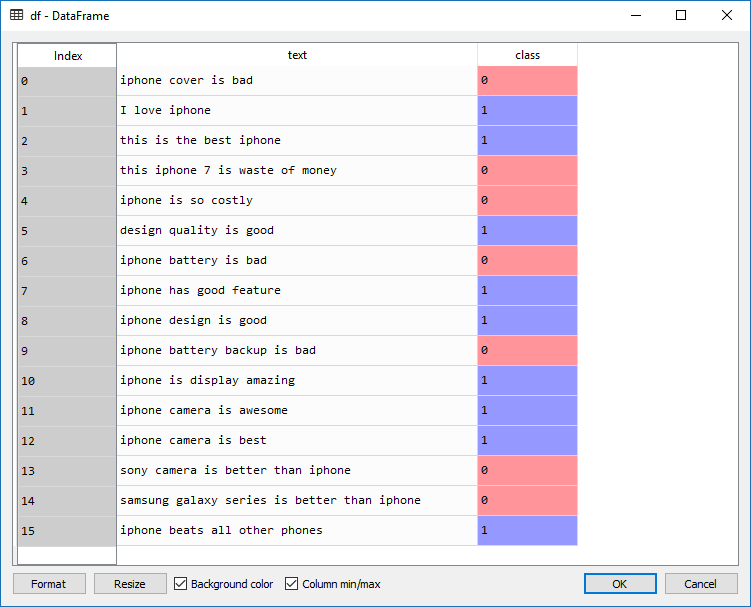 df - DataFrame
Index text class
0 iphone cover is bad 0
1 I love iphone 1
2 this is the best iphone 1
3 this iphone 7 is waste of money 0
4 iphone is so costly 0
5 design quality is good 1
6 iphone battery is bad 0
7 iphone has good feature 1
8 iphone design is good 1
9 iphone battery backup is bad 0
10 iphone is display amazing 1
11 iphone camera is awesome 1
12 iphone camera is best 1
13 sony camera is better than iphone 0
14 samsung galaxy series is better than iphone 0
15 iphone beats all other phones 1
Format Resize Background color Column min/max OK Cancel